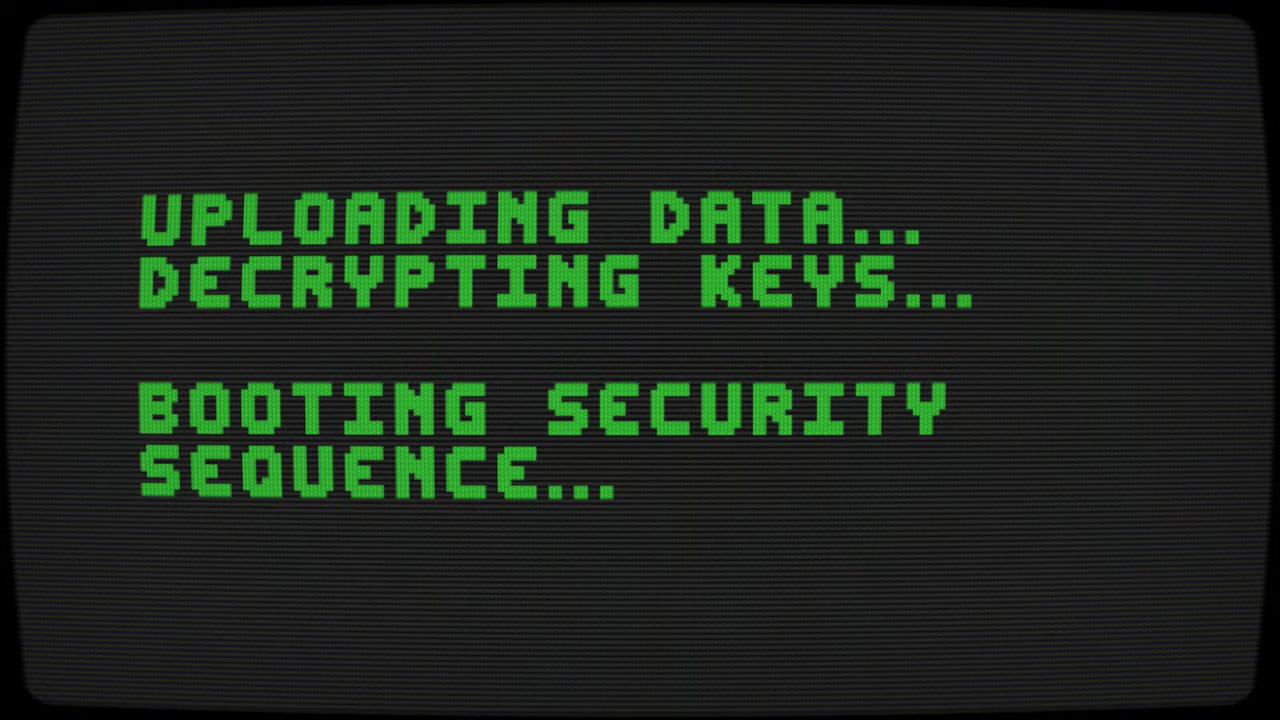 UPLOADING DATA...
DECRYPTING KEYS...
BOOTING SECURITY
SEQUENCE...